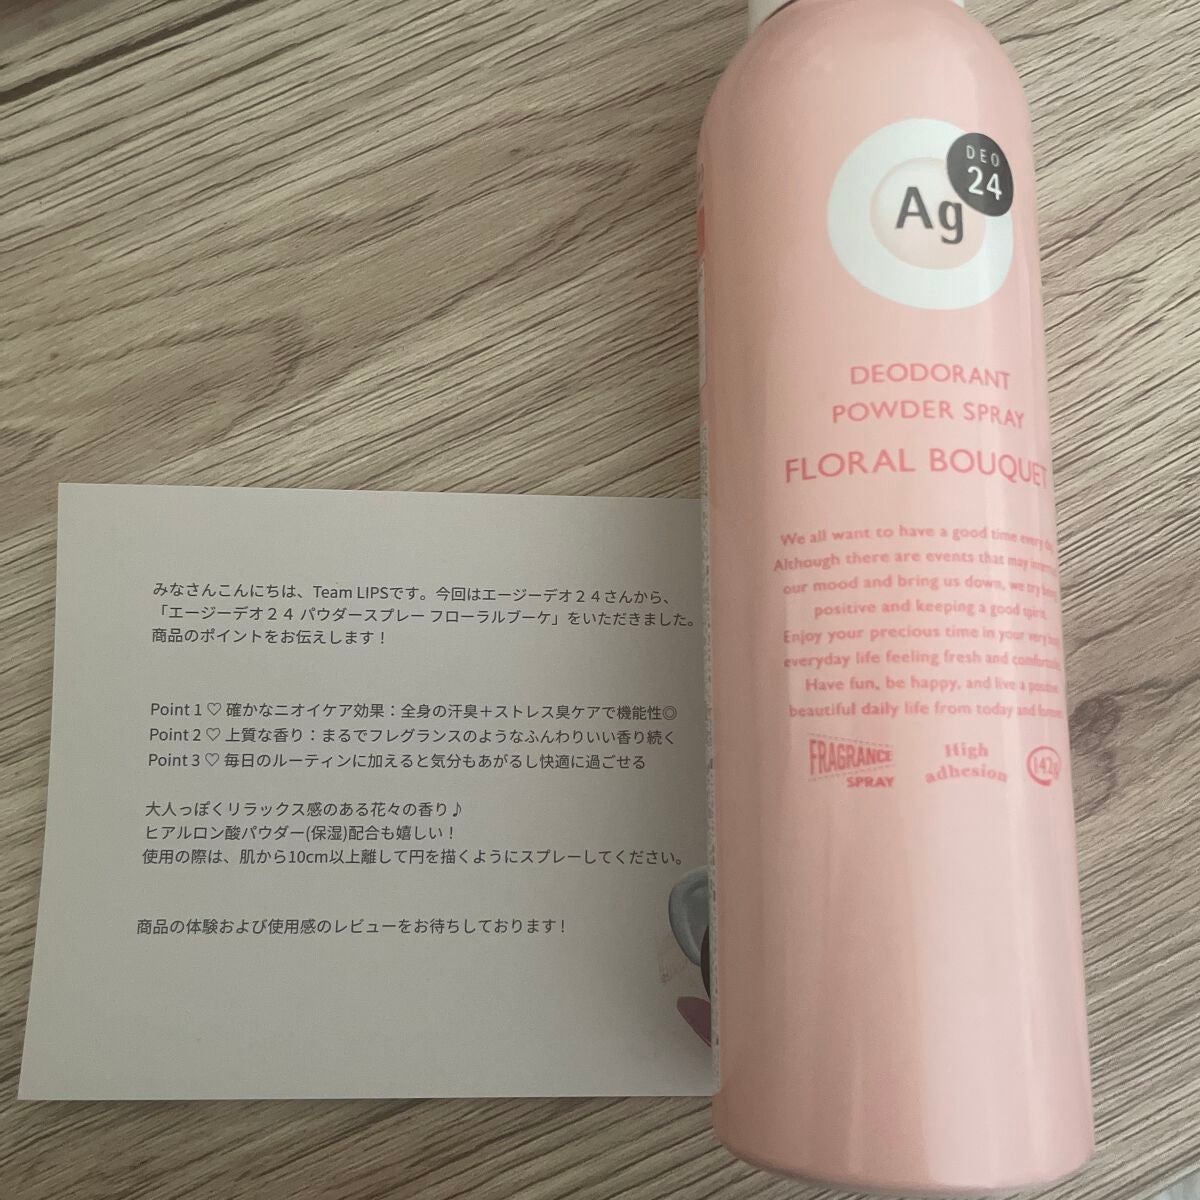 みなさんこんにちは、Team LIPSです。今回はエージーデオ２４さんから、
「エージーデオ２４ パウダースプレー フローラルブーケ」をいただきました。
商品のポイントをお伝えします！
Point 1 ♡ 確かなニオイケア効果：全身の汗臭＋ストレス臭ケアで機能性◎
Point 2 ♡ 上質な香り：まるでフレグランスのようなふんわりいい香り続く
Point 3 ♡ 毎日のルーティンに加えると気分もあがるし快適に過ごせる
大人っぽくリラックス感のある花々の香り♪
ヒアルロン酸パウダー(保湿)配合も嬉しい！
使用の際は、肌から10cm以上離して円を描くようにスプレーしてください。
商品の体験および使用感のレビューをお待ちしております！
DEO
24
Ag
DEODORANT
POWDER SPRAY
FLORAL BOUQUET
We all want to have a good time every
Although there are events that may
our mood and bring us down, we try
positive and keeping a good spirit.
Enjoy your precious time in your very
everyday life feeling fresh and
Have fun, be happy, and live a positive
beautiful daily life from today and
FRAGRANCE
SPRAY
High
adhesion
142g